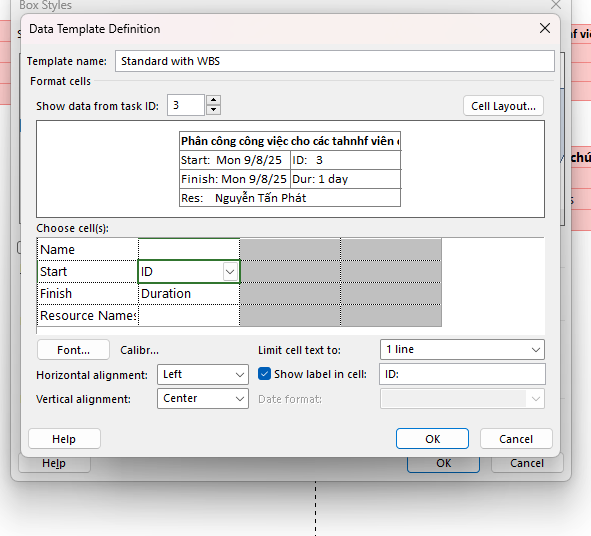 Box Styles
Data Template Definition
Template name: Standard with WBS
Format cells
Show data from task ID: 3
Cell Layout...
Phân công công việc cho các tahnhf viên
Start: Mon 9/8/25 ID: 3
Finish: Mon 9/8/25 Dur: 1 day
Res: Nguyễn Tấn Phát
Choose cell(s):
Name
Start ID
Finish Duration
Resource Names
Font... Calibr... Limit cell text to: 1 line
Horizontal alignment: Left Show label in cell: ID:
Vertical alignment: Center Date format:
Help OK Cancel
Help OK Cancel